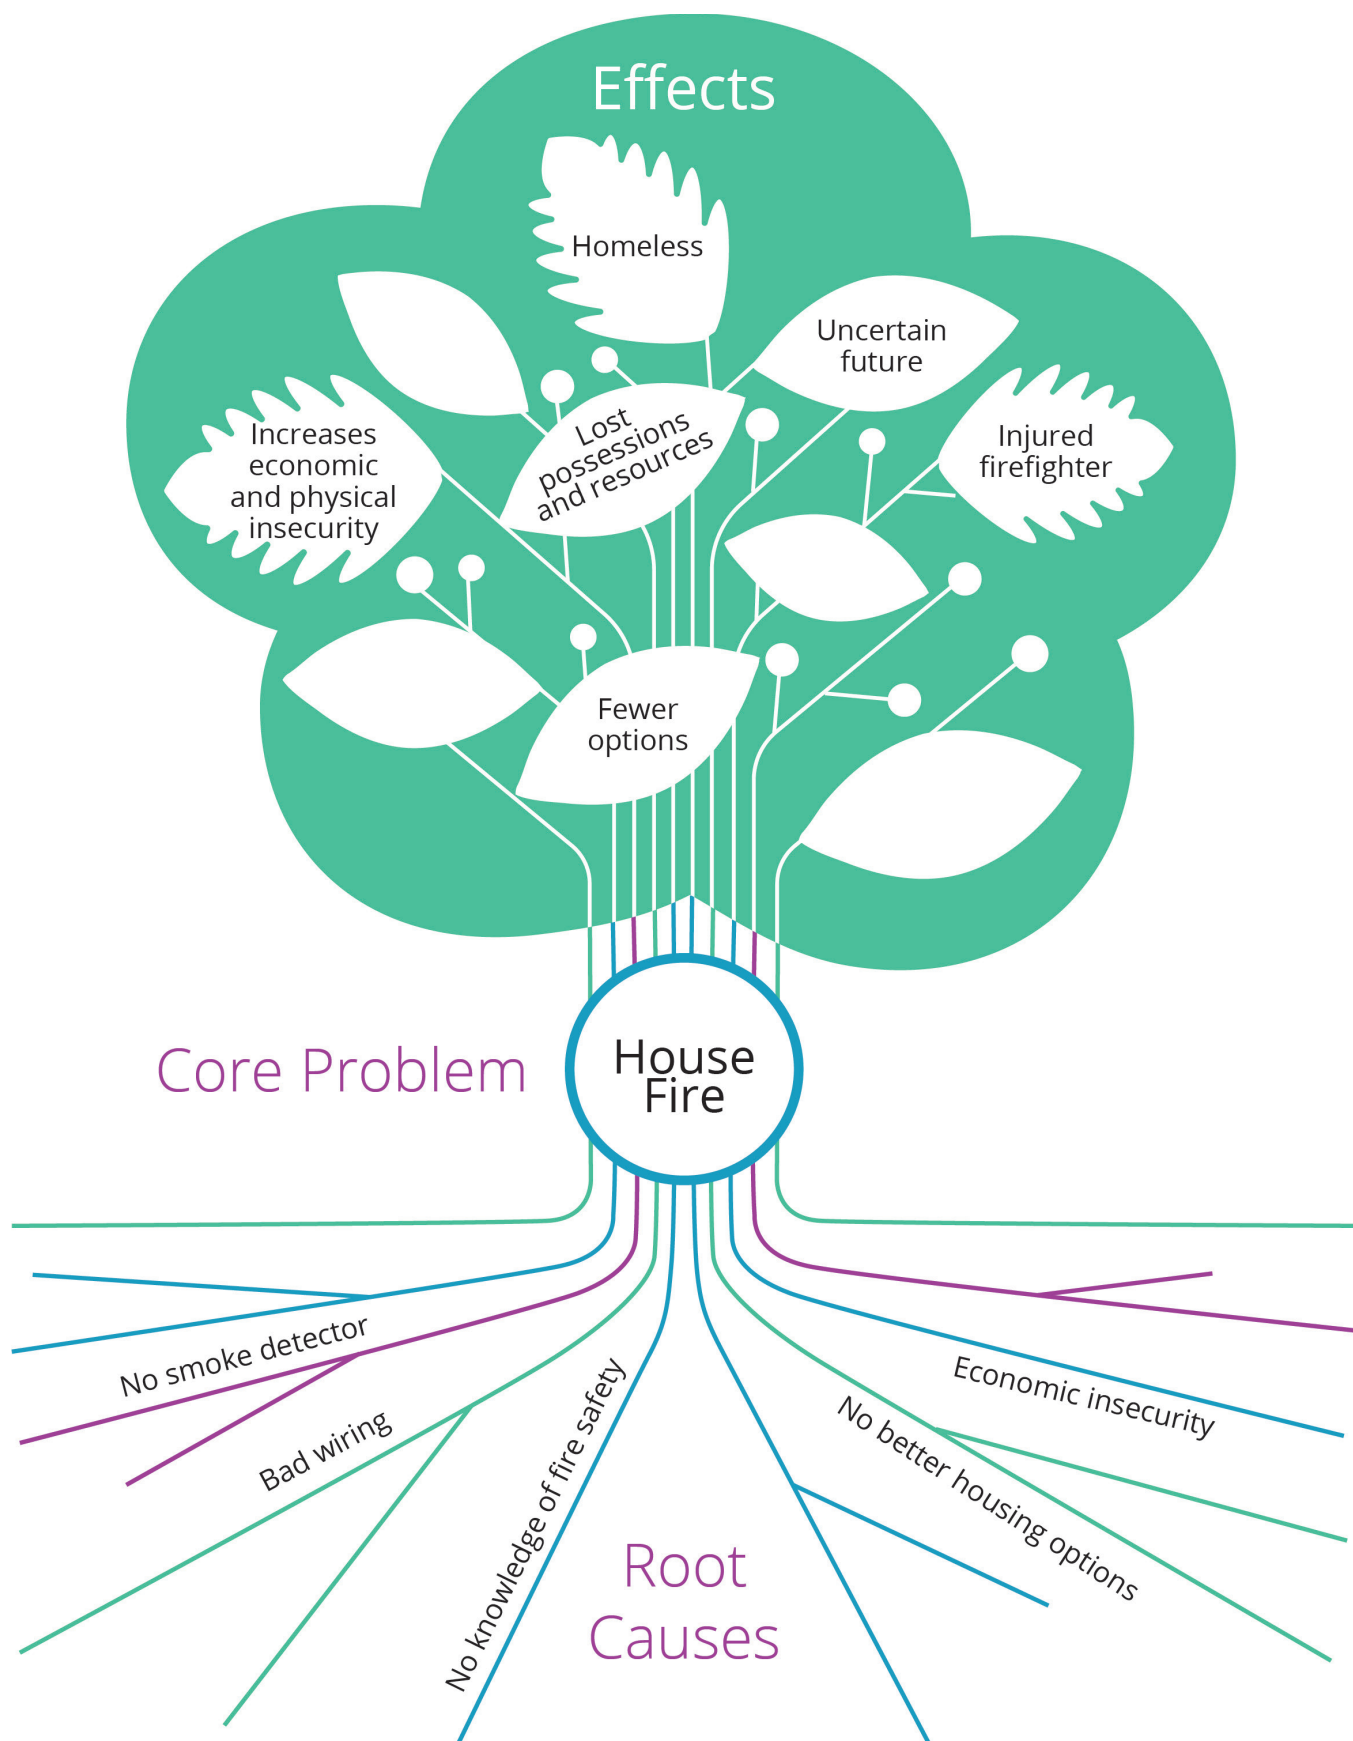 Effects
Homeless
Uncertain
future
Lost
possessions
and resources
Increases
economic
and physical
insecurity
Injured
firefighter
Fewer
options
Core Problem
House
Fire
No smoke detector
Bad wiring
No knowledge of fire safety
Economic insecurity
No better housing options
Root
Causes